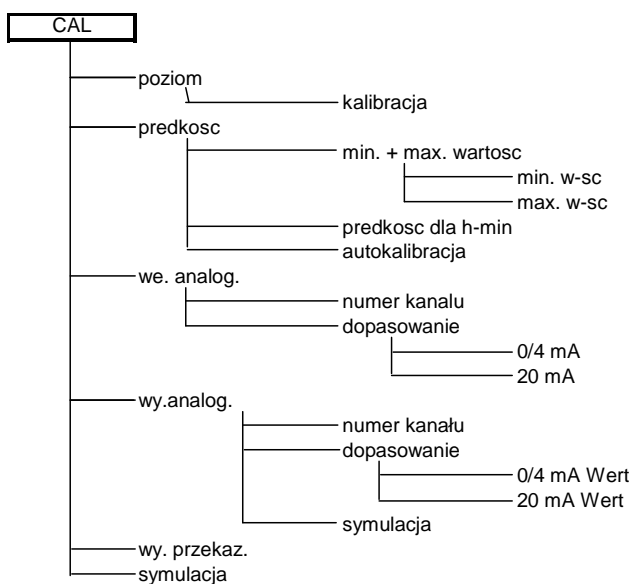 CAL
poziom
kalibracja
predkosc
min. + max. wartosc
min. w-sc
max. w-sc
predkosc dla h-min
autokalibracja
we. analog.
numer kanalu
dopasowanie
0/4 mA
20 mA
wy.analog.
numer kanału
dopasowanie
0/4 mA Wert
20 mA Wert
symulacja
wy. przekaz.
symulacja